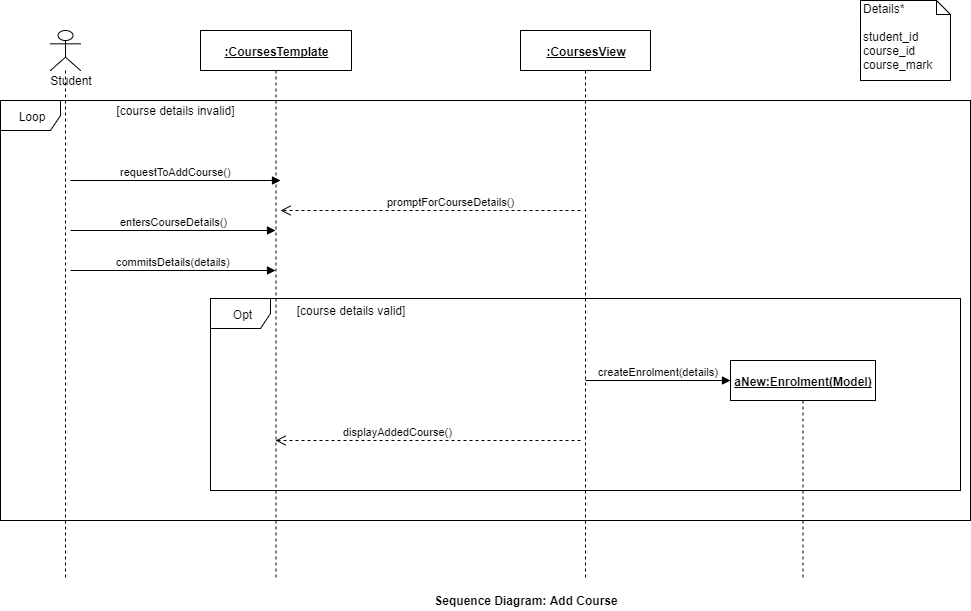 Details*
student_id
course_id
course_mark
:CoursesTemplate
:CoursesView
Student
Loop
[course details invalid]
requestToAddCourse()
promptForCourseDetails()
entersCourseDetails()
commitsDetails(details)
Opt
[course details valid]
createEnrolment(details)
aNew:Enrolment(Model)
displayAddedCourse()
Sequence Diagram: Add Course